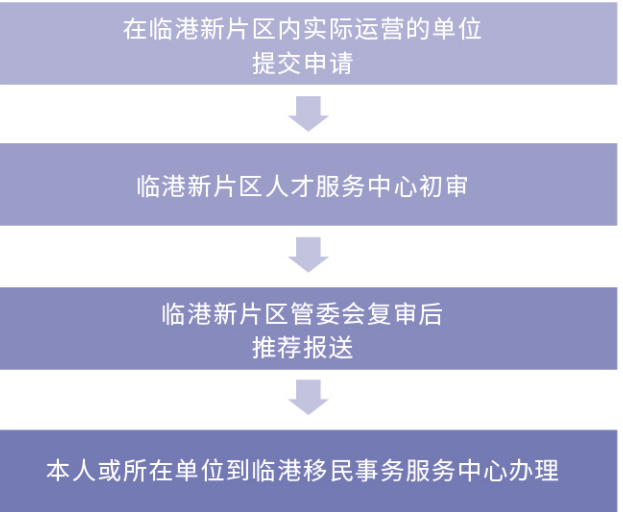 在临港新片区内实际运营的单位
提交申请
临港新片区人才服务中心初审
临港新片区管委会复审后
推荐报送
本人或所在单位到临港移民事务服务中心办理